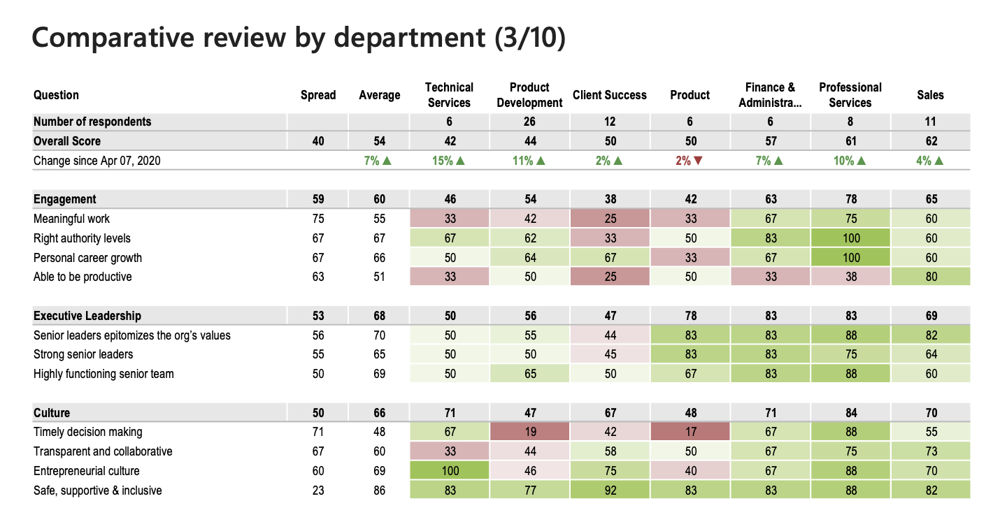 Comparative review by department (3/10)
Question Spread Average Technical Services Product Development Client Success Product Finance & Administra... Professional Services Sales
Number of respondents 6 26 12 6 6 8 11
Overall Score 40 54 42 44 50 50 57 61 62
Change since Apr 07, 2020 7% ▲ 15% ▲ 11% ▲ 2% ▲ 2% ▼ 7% ▲ 10% ▲ 4% ▲
Engagement 59 60 46 54 38 42 63 78 65
Meaningful work 75 55 33 42 25 33 67 75 60
Right authority levels 67 67 67 62 33 50 83 100 60
Personal career growth 67 66 50 64 67 33 67 100 60
Able to be productive 63 51 33 50 25 50 33 38 80
Executive Leadership 53 68 50 56 47 78 83 83 69
Senior leaders epitomizes the org's values 56 70 50 55 44 83 83 88 82
Strong senior leaders 55 65 50 50 45 83 83 75 64
Highly functioning senior team 50 69 50 65 50 67 83 88 60
Culture 50 66 71 47 67 48 71 84 70
Timely decision making 71 48 67 19 42 17 67 88 55
Transparent and collaborative 67 60 33 44 58 50 67 75 73
Entrepreneurial culture 60 69 100 46 75 40 67 88 70
Safe, supportive & inclusive 23 86 83 77 92 83 83 88 82